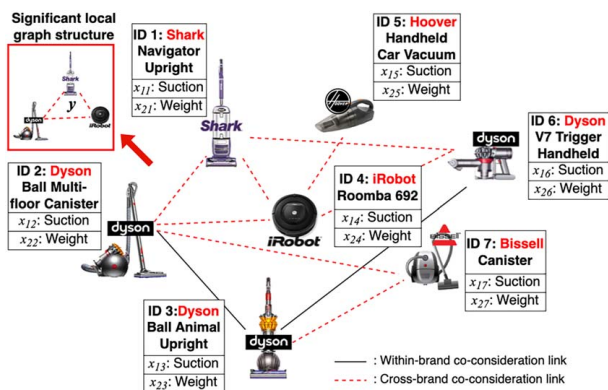 Significant local
graph structure
Shark
y
dyson
iRobot
ID 1: Shark
Navigator
Upright
x11: Suction
x21: Weight
Shark
ID 5: Hoover
Handheld
Car Vacuum
x15: Suction
x25: Weight
Hoover
ID 6: Dyson
V7 Trigger
Handheld
x16: Suction
x26: Weight
dyson
ID 2: Dyson
Ball Multi-
floor Canister
x12: Suction
x22: Weight
dyson
ID 4: iRobot
Roomba 692
x14: Suction
x24: Weight
iRobot
ID 7: Bissell
Canister
x17: Suction
x27: Weight
BISSELL
ID 3:Dyson
Ball Animal
Upright
x13: Suction
x23: Weight
dyson
: Within-brand co-consideration link
: Cross-brand co-consideration link